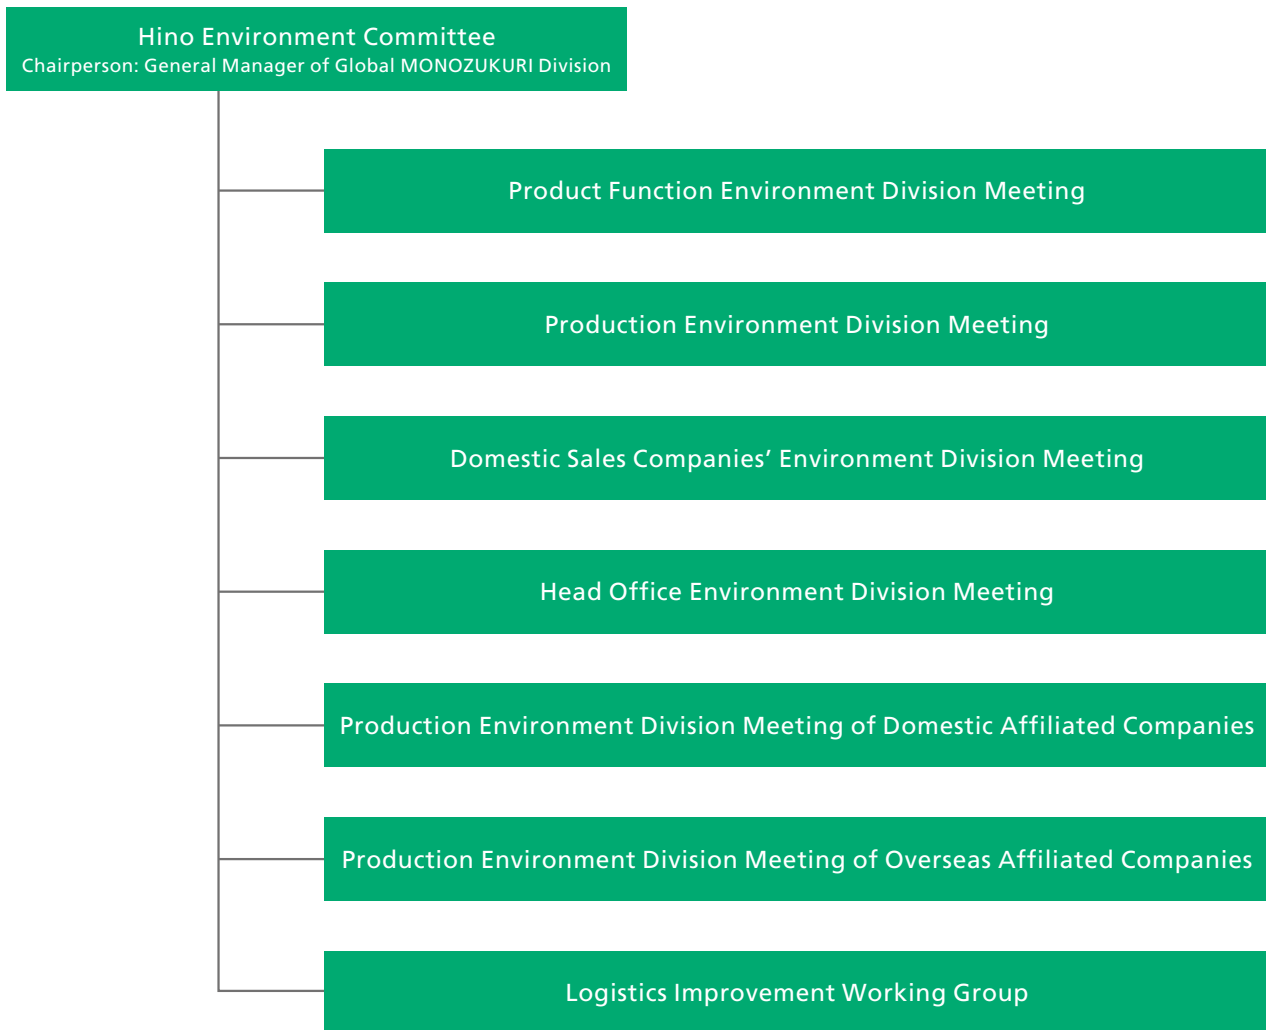 Hino Environment Committee
Chairperson: General Manager of Global MONOZUKURI Division
Product Function Environment Division Meeting
Production Environment Division Meeting
Domestic Sales Companies’ Environment Division Meeting
Head Office Environment Division Meeting
Production Environment Division Meeting of Domestic Affiliated Companies
Production Environment Division Meeting of Overseas Affiliated Companies
Logistics Improvement Working Group